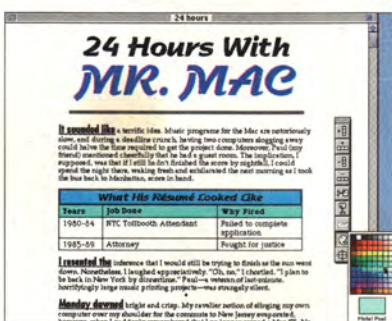 24 hours
24 Hours With
MR. MAC
It sounded like a terrific idea. Music programs for the Mac are notoriously
slow, and during a deadline crunch, having two computers slogging away
could halve the time required to get the project done. Moreover, Paul (my
friend) mentioned cheerfully that he had a guest room. The implication, I
supposed, was that if I still hadn't finished the score by nightfall, I could
spend the night there, waking fresh and exhilarated the next morning as I took
the bus back to Manhattan, score in hand.
What His Résumé Looked Like
Years Job Done Why Fired
1980-84 NYC Tollbooth Attendant Failed to complete
application
1985-89 Attorney Fought for justice
I resented the inference that I would still be trying to finish as the sun went
down. Nonetheless, I laughed appreciatively. "Oh, no," I chortled. "I plan to
be back in New York by dinnertime." Paul—a veteran of last-minute,
horrifyingly large music printing projects—was strangely silent.
Monday dawned bright and crisp. My cavalier notion of slinging my own
computer over my shoulder for the commute to New Jersey evaporated,